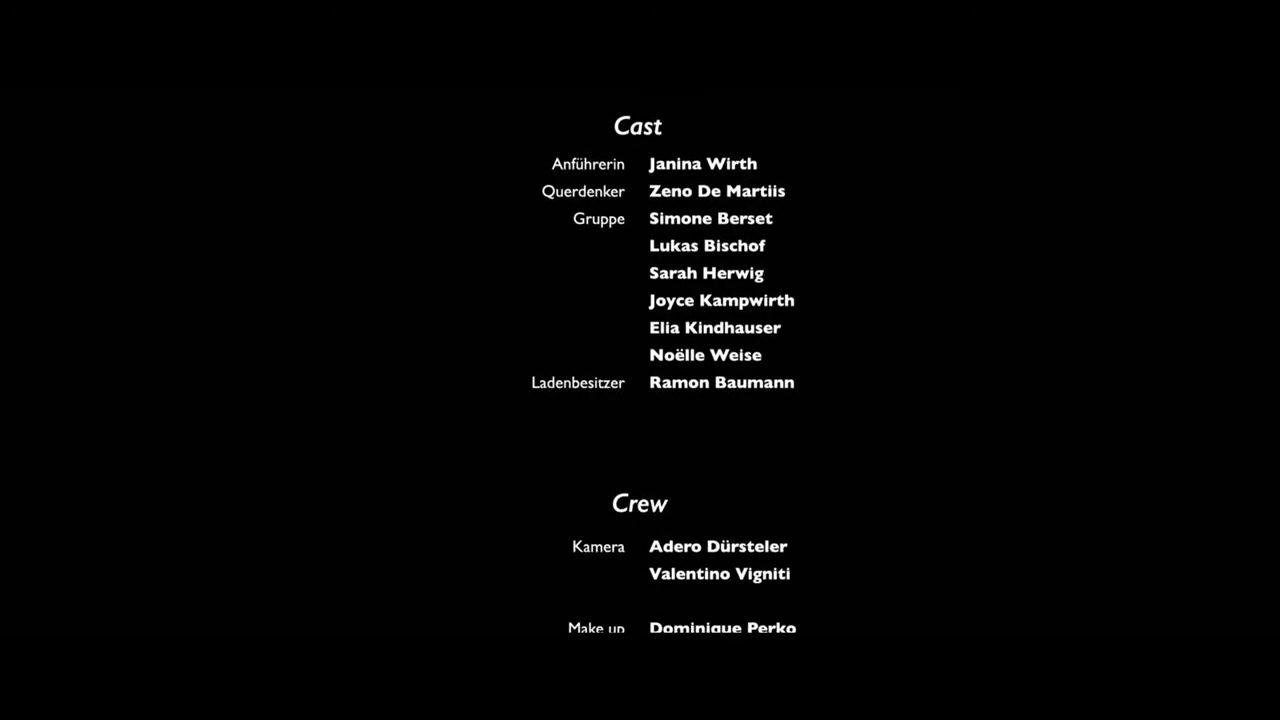 Cast
Anführerin Janina Wirth
Querdenker Zeno De Martiis
Gruppe Simone Berset
Lukas Bischof
Sarah Herwig
Joyce Kampwirth
Elia Kindhauser
Noëlle Weise
Ladenbesitzer Ramon Baumann
Crew
Kamera Adero Dürsteler
Valentino Vigniti
Make up Dominique Perko